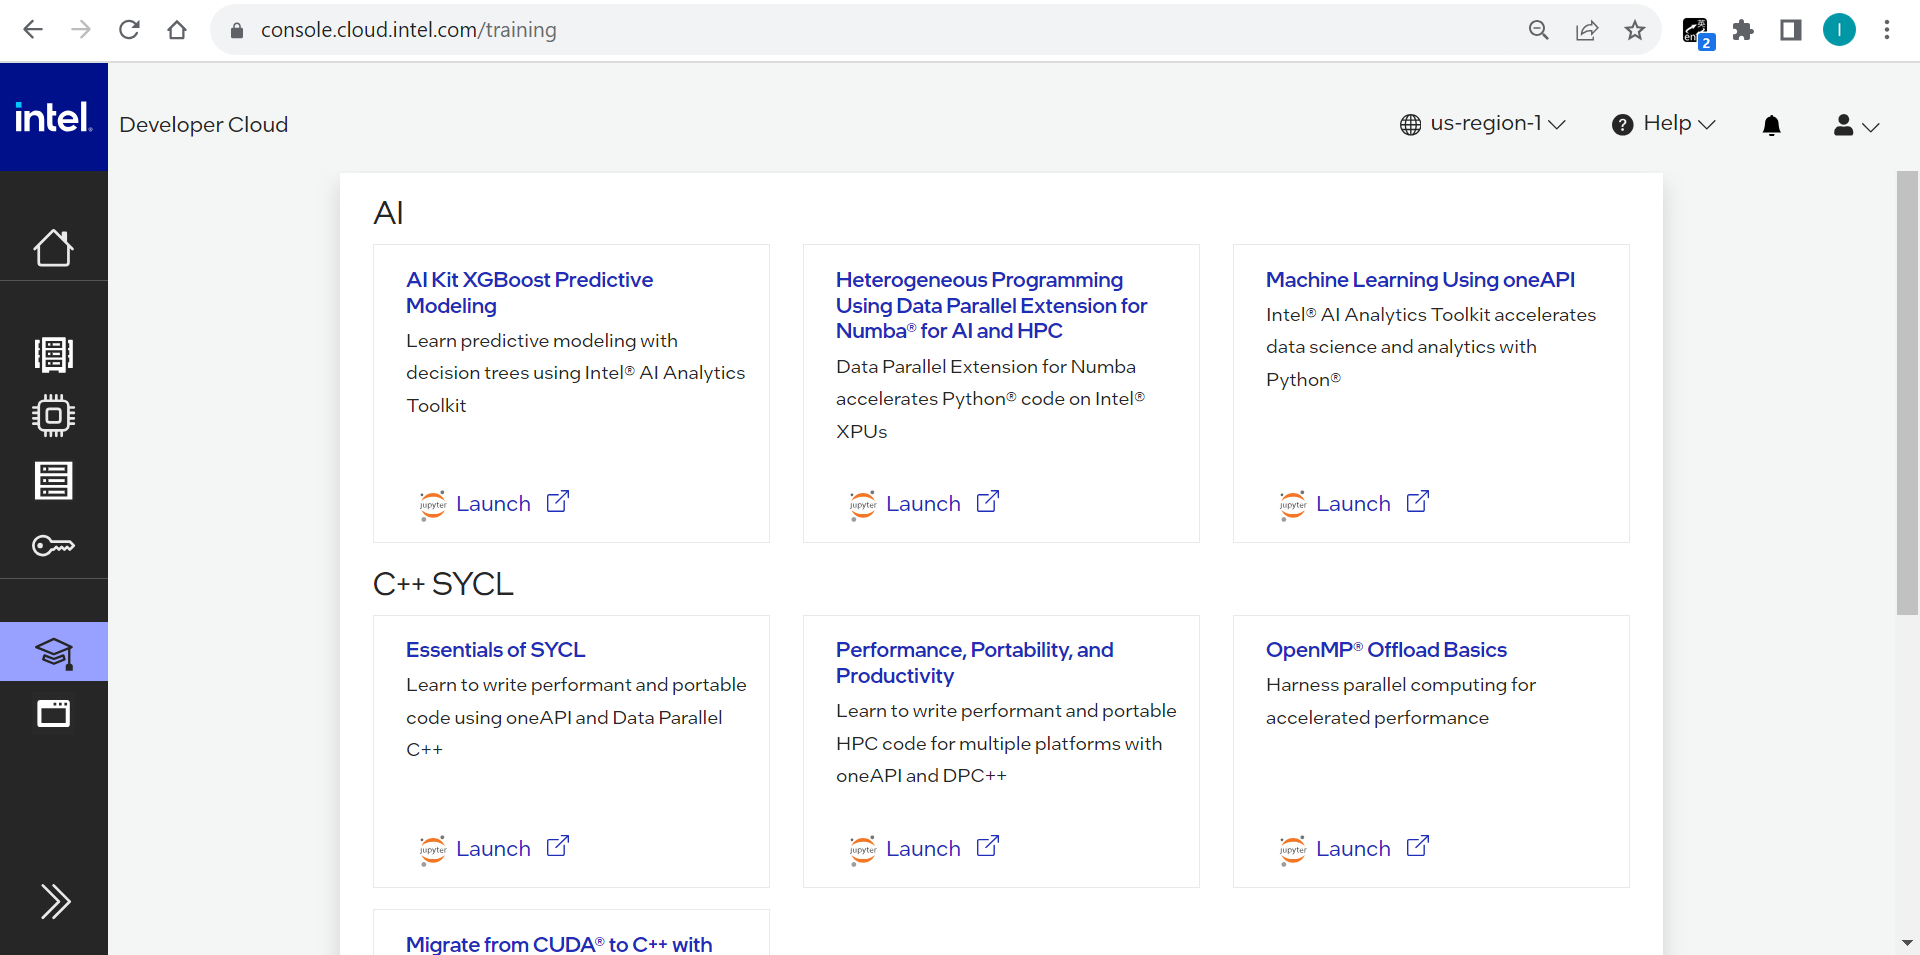 console.cloud.intel.com/training
英
en
2
I
intel.
Developer Cloud
us-region-1
? Help
AI
AI Kit XGBoost Predictive
Modeling
Learn predictive modeling with
decision trees using Intel® AI Analytics
Toolkit
jupyter Launch
Heterogeneous Programming
Using Data Parallel Extension for
Numba® for AI and HPC
Data Parallel Extension for Numba
accelerates Python® code on Intel®
XPUs
jupyter Launch
Machine Learning Using oneAPI
Intel® AI Analytics Toolkit accelerates
data science and analytics with
Python®
jupyter Launch
C++ SYCL
Essentials of SYCL
Learn to write performant and portable
code using oneAPI and Data Parallel
C++
jupyter Launch
Performance, Portability, and
Productivity
Learn to write performant and portable
HPC code for multiple platforms with
oneAPI and DPC++
jupyter Launch
OpenMP® Offload Basics
Harness parallel computing for
accelerated performance
jupyter Launch
Migrate from CUDA® to C++ with